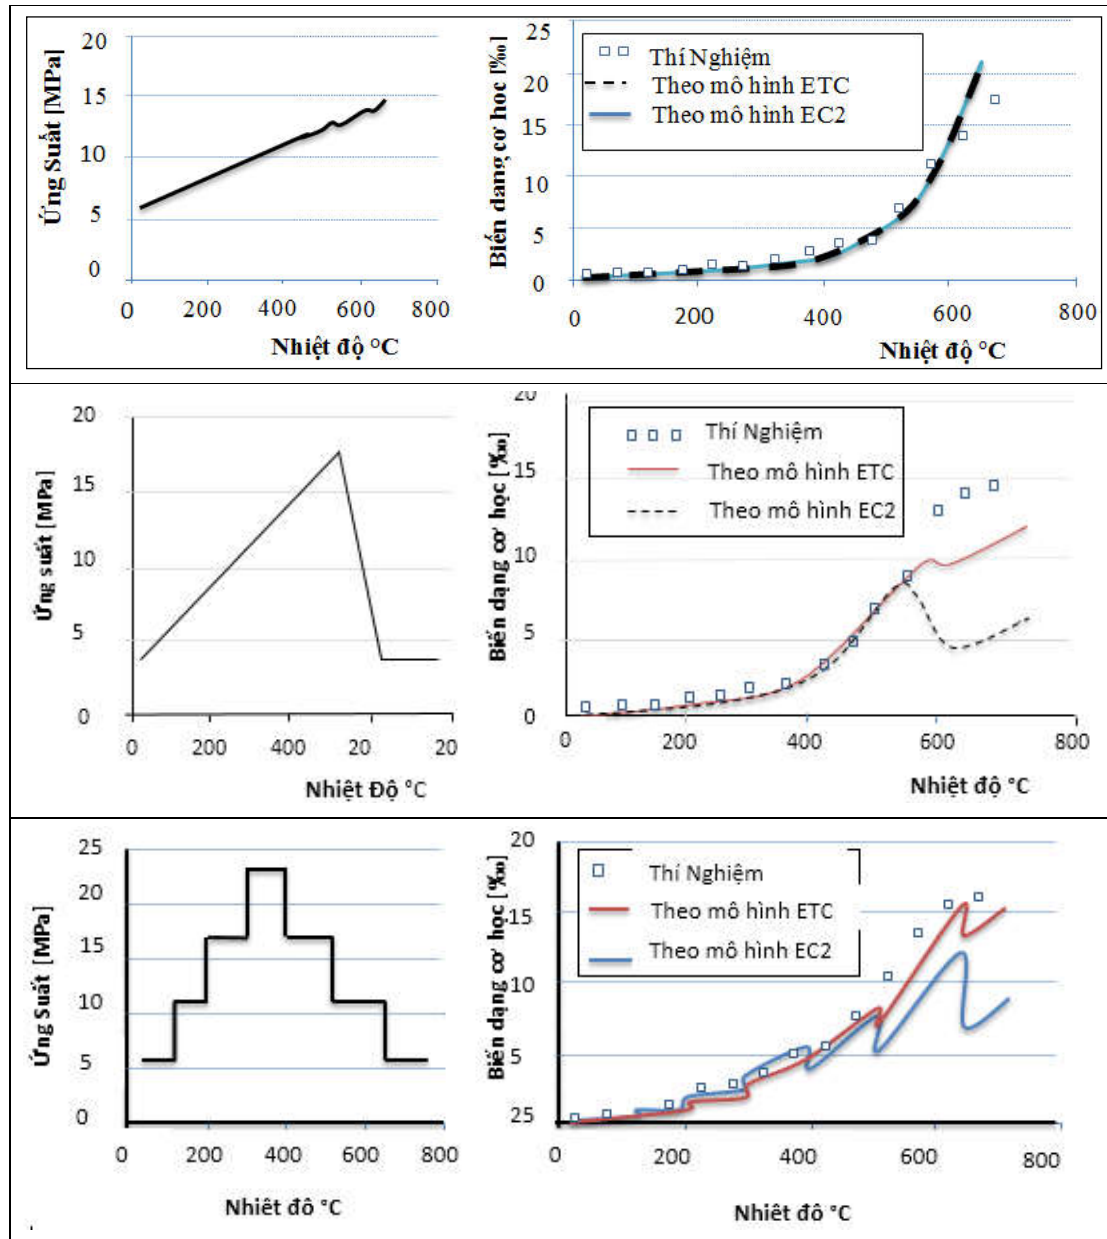 Ứng Suất [MPa]
20
15
10
5
0
0
200
400
600
800
Nhiệt độ °C
Biến dạng cơ học [‰]
25
20
15
10
5
0
Thí Nghiệm
Theo mô hình ETC
Theo mô hình EC2
0
200
400
600
800
Nhiệt độ °C
Ứng suất [MPa]
20
15
10
5
0
0
200
400
20
20
Nhiệt Độ °C
Biến dạng cơ học [‰]
20
15
10
5
0
Thí Nghiệm
Theo mô hình ETC
Theo mô hình EC2
0
200
400
600
800
Nhiệt độ °C
Ứng Suất [MPa]
25
20
15
10
5
0
0
200
400
600
800
Nhiêt đô °C
Biến dạng cơ học [‰]
20
15
10
5
25
Thí Nghiệm
Theo mô hình ETC
Theo mô hình EC2
0
200
400
600
800
Nhiêt đô °C